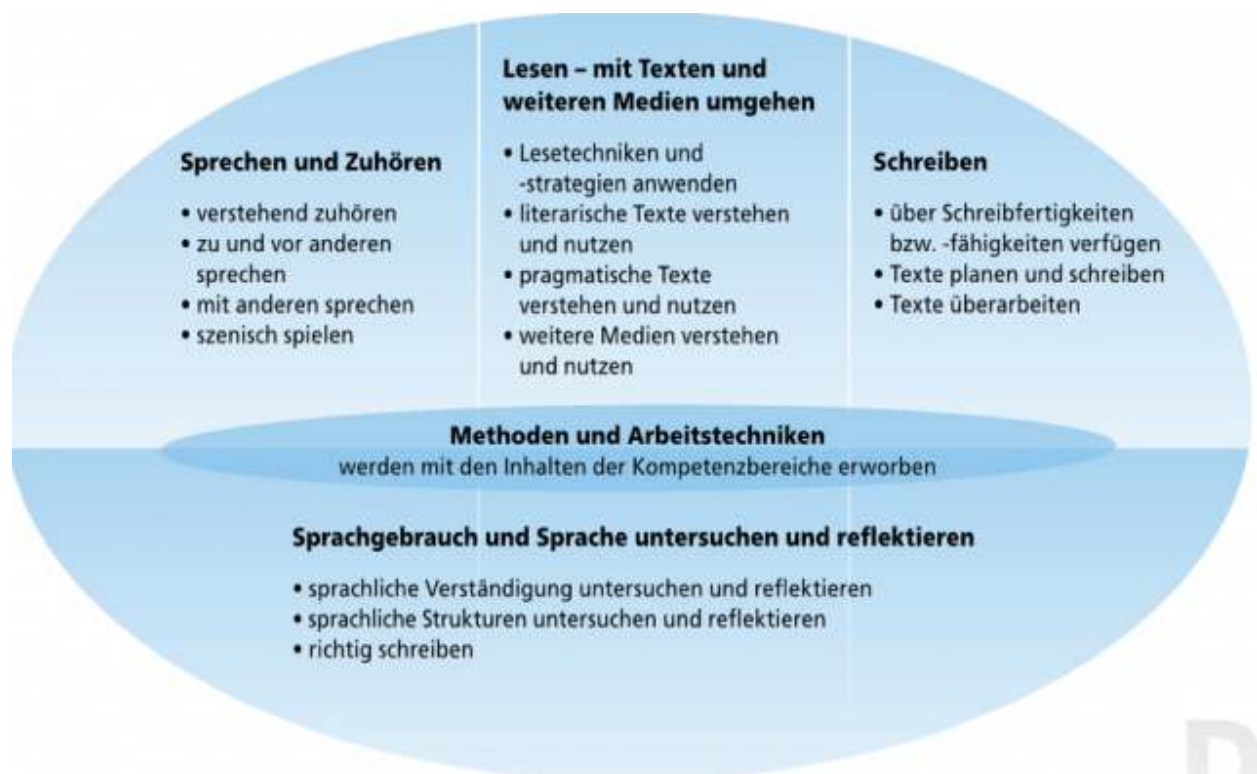 Sprechen und Zuhören
• verstehend zuhören
• zu und vor anderen
sprechen
• mit anderen sprechen
• szenisch spielen
Lesen – mit Texten und
weiteren Medien umgehen
• Lesetechniken und
-strategien anwenden
• literarische Texte verstehen
und nutzen
• pragmatische Texte
verstehen und nutzen
• weitere Medien verstehen
und nutzen
Schreiben
• über Schreibfertigkeiten
bzw. -fähigkeiten verfügen
• Texte planen und schreiben
• Texte überarbeiten
Methoden und Arbeitstechniken
werden mit den Inhalten der Kompetenzbereiche erworben
Sprachgebrauch und Sprache untersuchen und reflektieren
• sprachliche Verständigung untersuchen und reflektieren
• sprachliche Strukturen untersuchen und reflektieren
• richtig schreiben